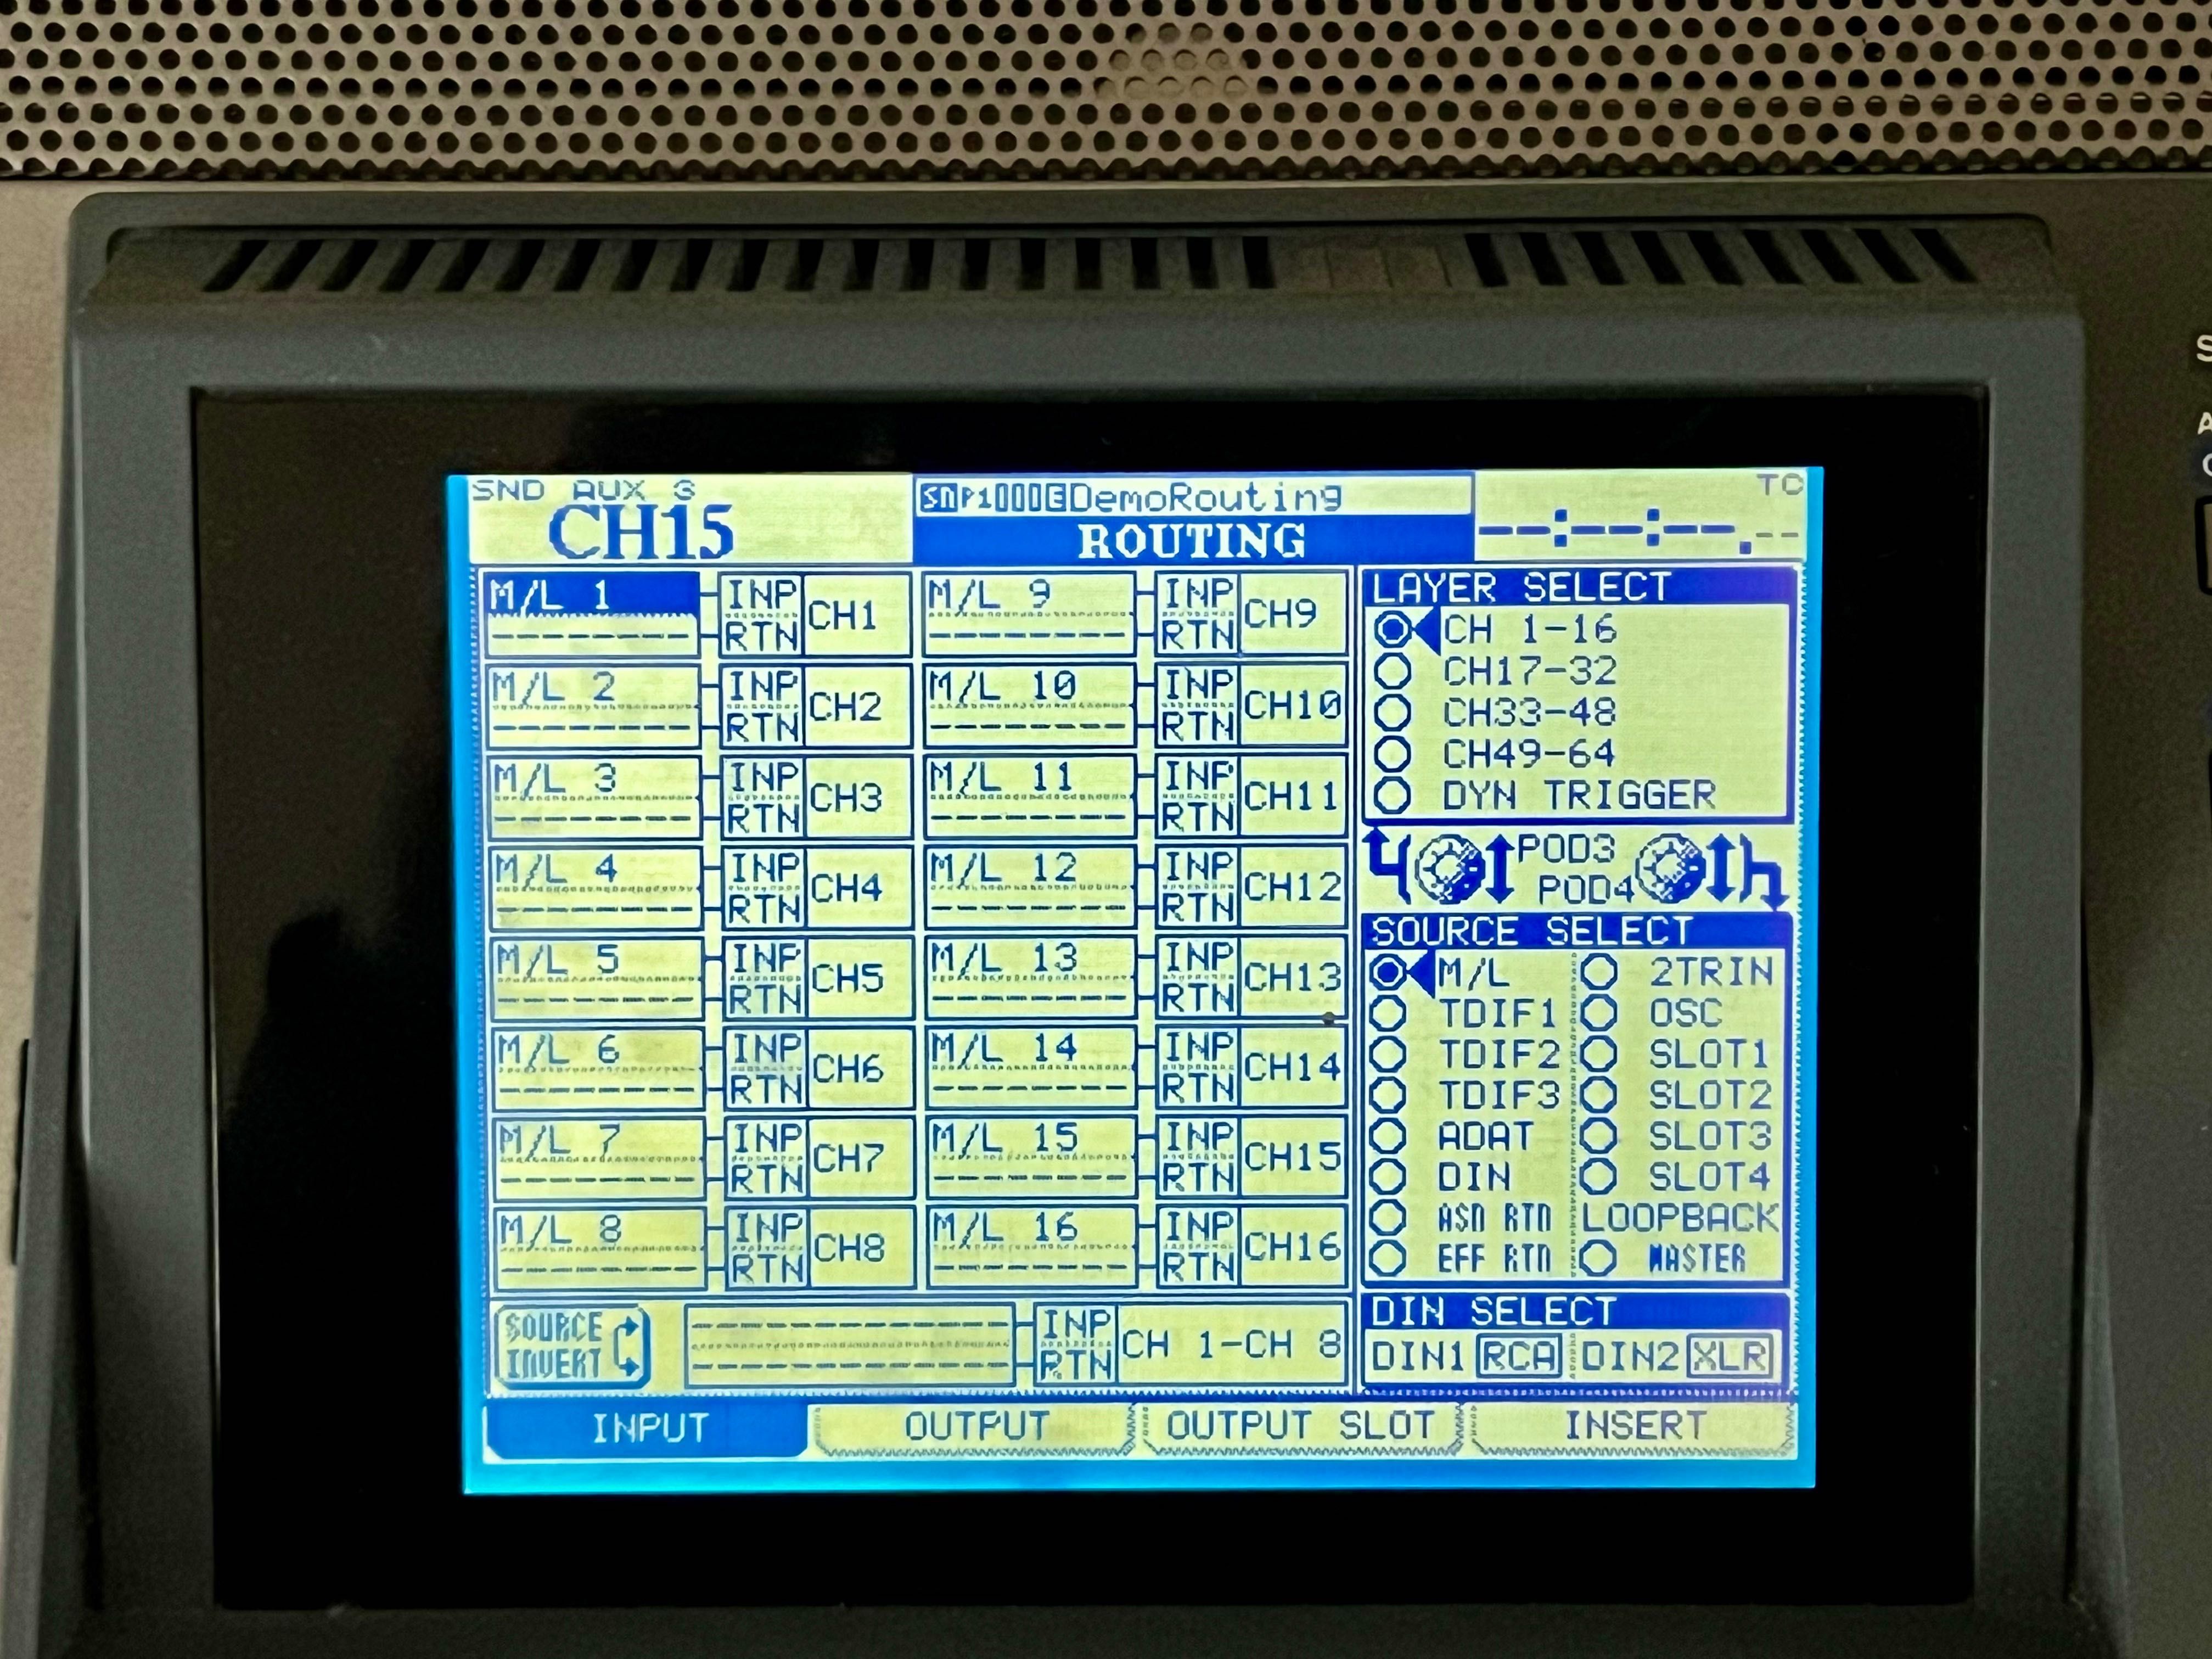 SND AUX 3
CH15
DemoRouting
ROUTING
TC
--:--:--.--
M/L 1 INP CH1
-------- RTN
M/L 2 INP CH2
-------- RTN
M/L 3 INP CH3
-------- RTN
M/L 4 INP CH4
-------- RTN
M/L 5 INP CH5
-------- RTN
M/L 6 INP CH6
-------- RTN
M/L 7 INP CH7
-------- RTN
M/L 8 INP CH8
-------- RTN
M/L 9 INP CH9
-------- RTN
M/L 10 INP CH10
-------- RTN
M/L 11 INP CH11
-------- RTN
M/L 12 INP CH12
-------- RTN
M/L 13 INP CH13
-------- RTN
M/L 14 INP CH14
-------- RTN
M/L 15 INP CH15
-------- RTN
M/L 16 INP CH16
-------- RTN
LAYER SELECT
CH 1-16
CH17-32
CH33-48
CH49-64
DYN TRIGGER
POD3
POD4
SOURCE SELECT
M/L 2TRIN
TDIF1 OSC
TDIF2 SLOT1
TDIF3 SLOT2
ADAT SLOT3
DIN SLOT4
ASN RTN LOOPBACK
EFF RTN MASTER
SOURCE
INVERT
INP
RTN
CH 1-CH 8
DIN SELECT
DIN1 RCA DIN2 XLR
INPUT OUTPUT OUTPUT SLOT INSERT